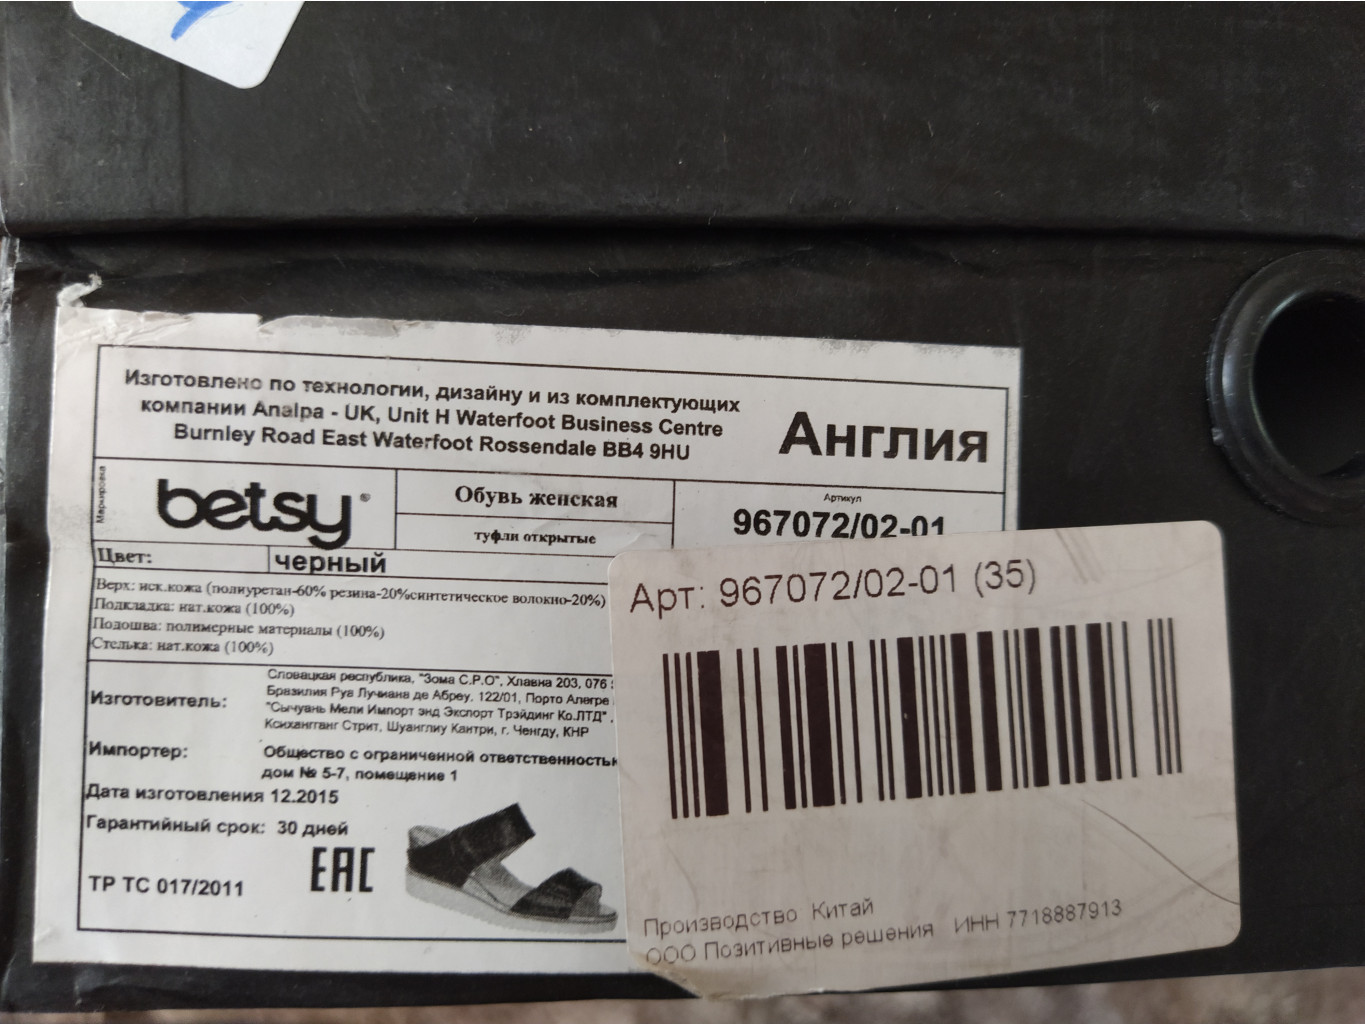 Изготовлено по технологии, дизайну и из комплектующих
компании Analpa - UK, Unit H Waterfoot Business Centre
Burnley Road East Waterfoot Rossendale BB4 9HU
Англия
Маркировка
betsy®
Обувь женская
туфли открытые
Артикул
967072/02-01
Цвет:
черный
Верх: иск.кожа (полиуретан-60% резина-20%синтетическое волокно-20%)
Подкладка: нат.кожа (100%)
Подошва: полимерные материалы (100%)
Стелька: нат.кожа (100%)
Изготовитель:
Словацкая республика, "Зома С.Р.О", Хлавна 203, 076
Бразилия Руа Лучиана де Абреу. 122/01, Порто Алегре
"Сычуань Мели Импорт энд Экспорт Трэйдинг Ко.ЛТД"
Ксихангганг Стрит, Шуанглиу Кантри, г. Ченгду, КНР
Импортер:
Общество с ограниченной ответственностью
дом № 5-7, помещение 1
Дата изготовления 12.2015
Гарантийный срок: 30 дней
EAC
ТР ТС 017/2011
Арт: 967072/02-01 (35)
Производство Китай
ООО Позитивные решения ИНН 7718887913